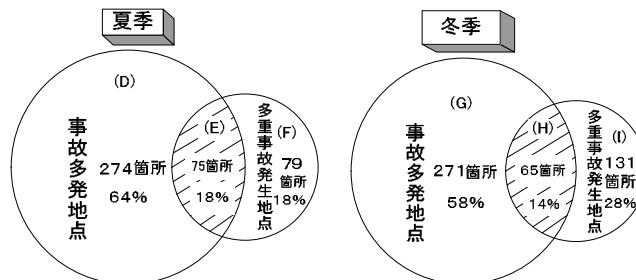 夏季
(D)
事故多発地点
274箇所
64%
(E)
75箇所
18%
多重事故発生地点
(F)
79
箇所
18%
冬季
(G)
事故多発地点
271箇所
58%
(H)
65箇所
14%
多重事故発生地点
(I)
131
箇所
28%